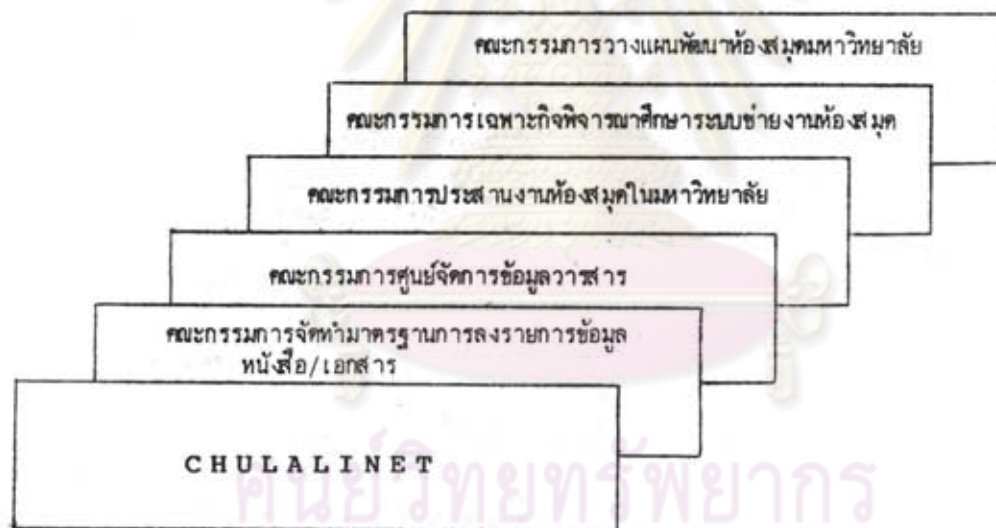 คณะกรรมการวางแผนพัฒนาห้องสมุดมหาวิทยาลัย
คณะกรรมการเฉพาะกิจพิจารณาศึกษาระบบข่ายงานห้องสมุด
คณะกรรมการประสานงานห้องสมุดในมหาวิทยาลัย
คณะกรรมการศูนย์จัดการข้อมูลวารสาร
คณะกรรมการจัดทำมาตรฐานการลงรายการข้อมูล
หนังสือ/เอกสาร
CHULALINET
ศูนย์วิทยทรัพยากร